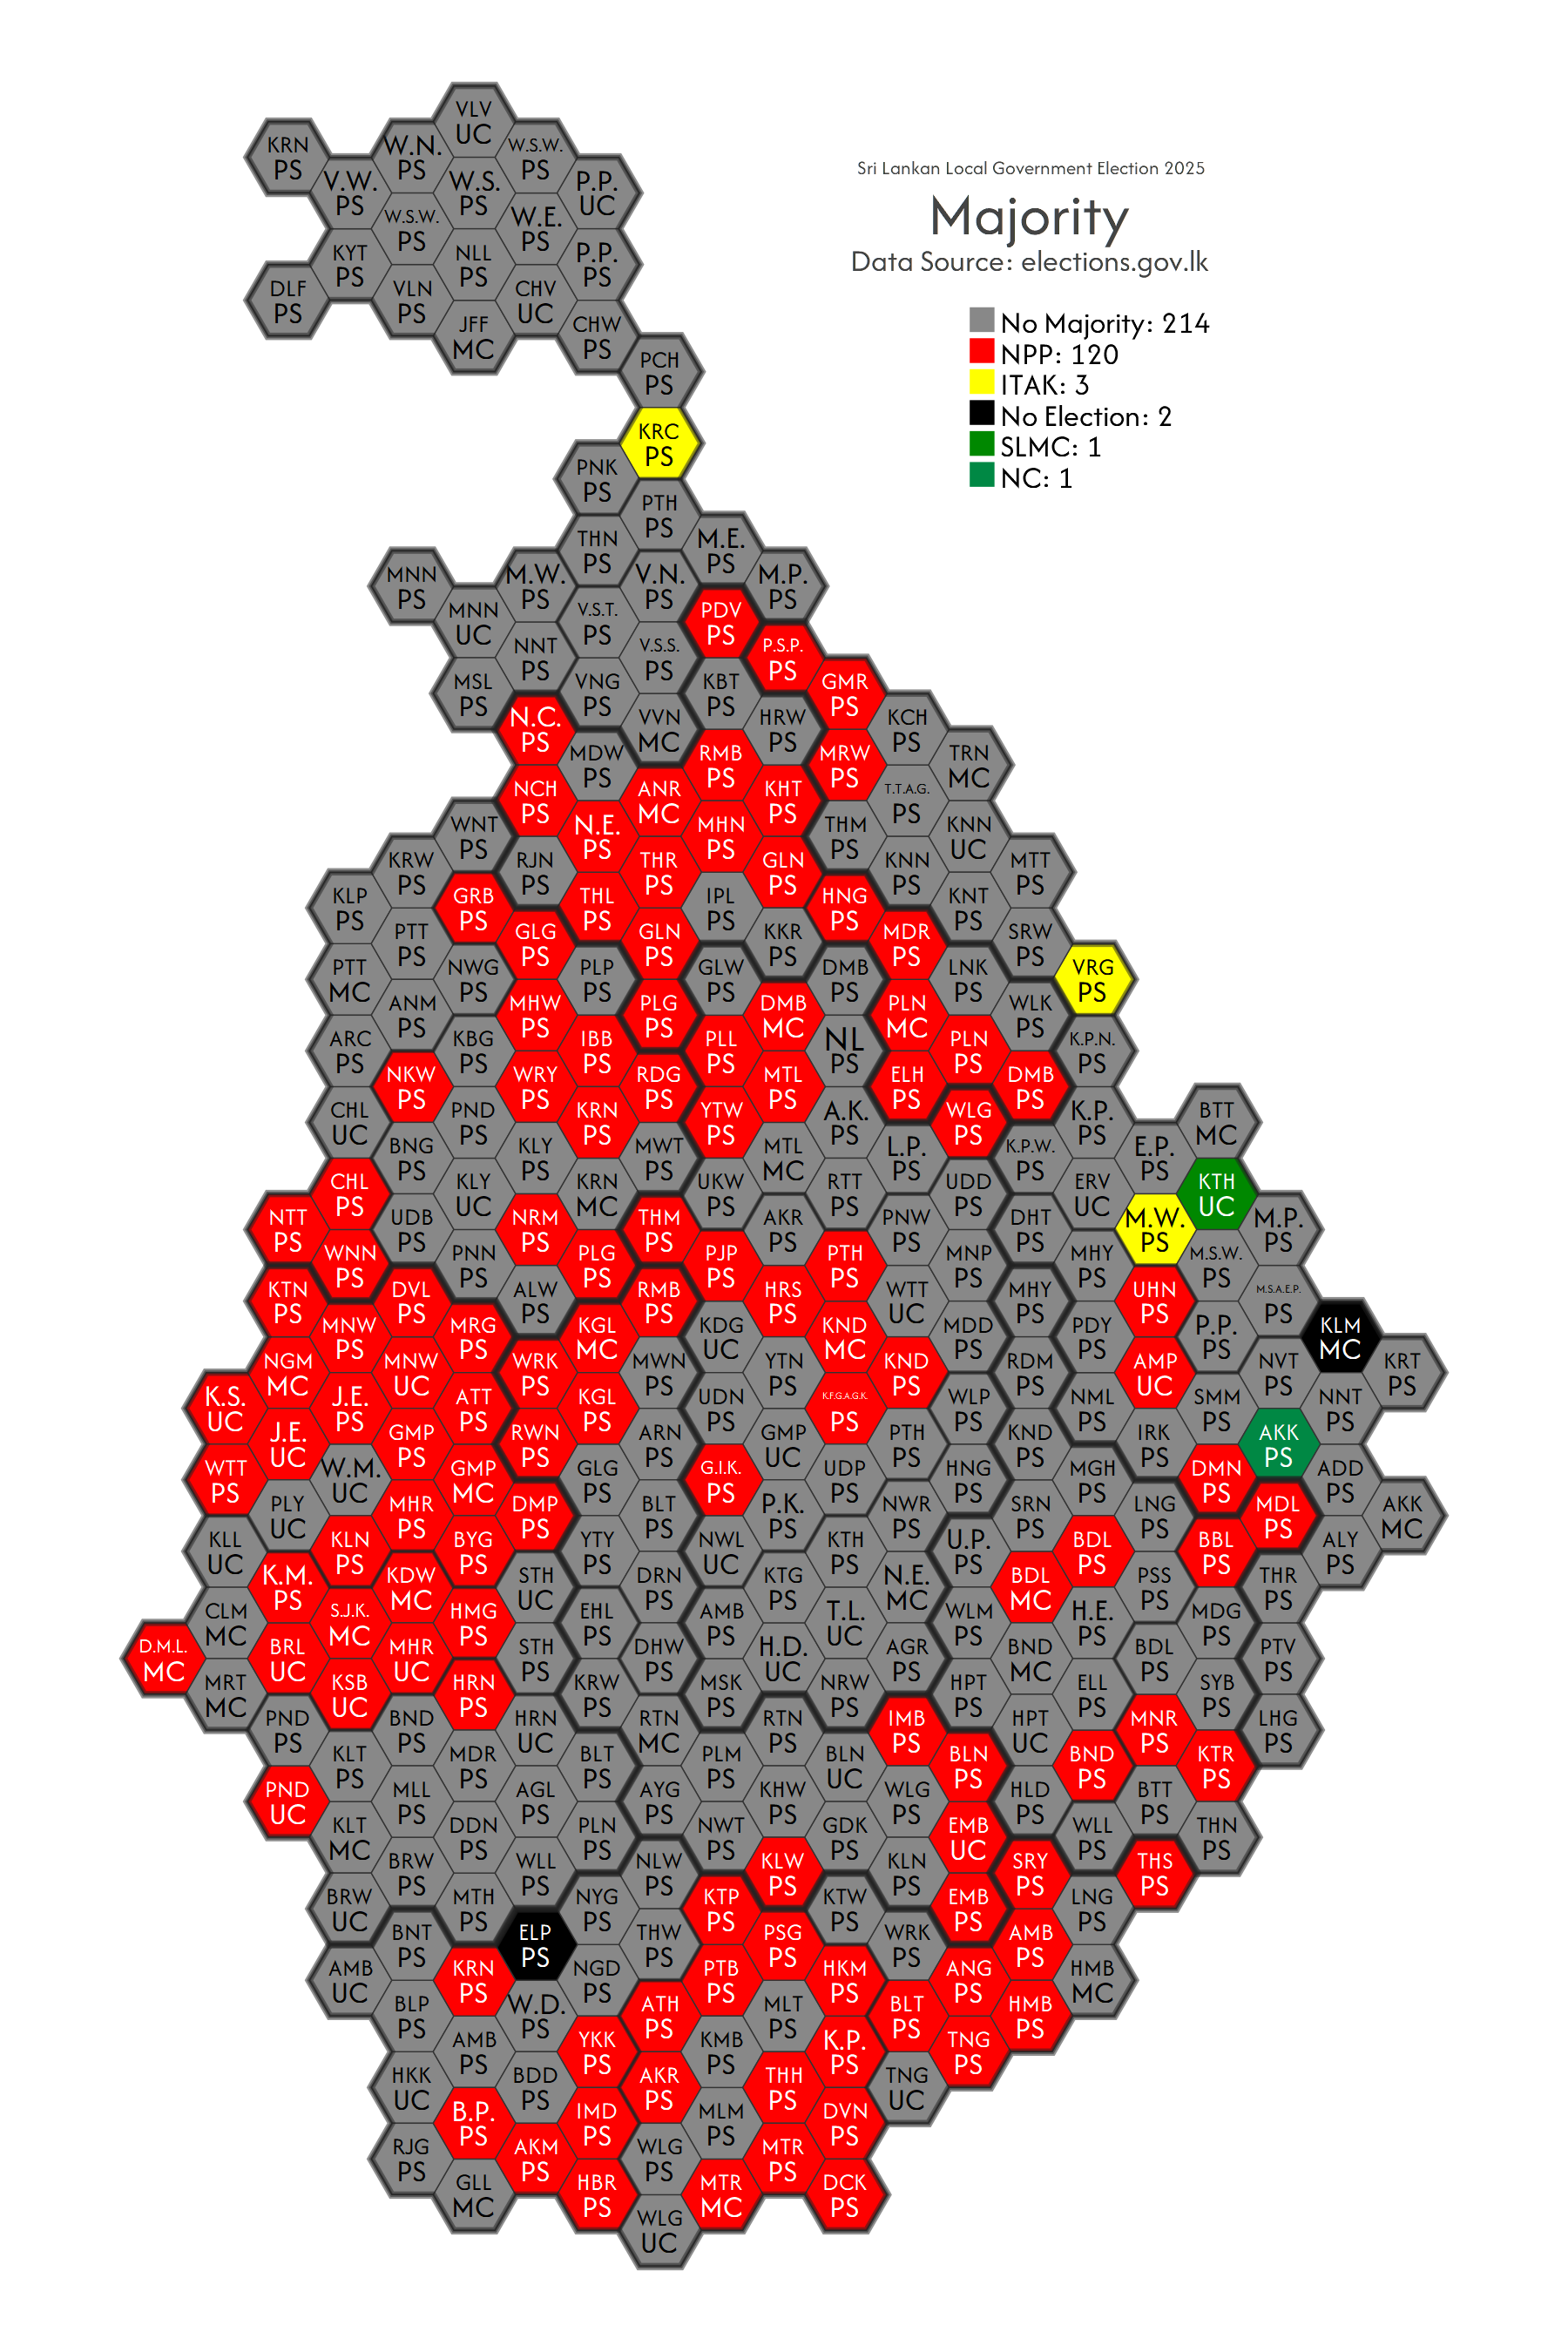 VLV
UC
KRN
PS
W.N.
PS
W.S.W.
PS
Sri Lankan Local Government Election 2025
Majority
Data Source: elections.gov.lk
No Majority: 214
NPP: 120
ITAK: 3
No Election: 2
SLMC: 1
NC: 1
V.W.
PS
W.S.
PS
P.P.
UC
W.S.W.
PS
W.E.
PS
KYT
PS
NLL
PS
P.P.
PS
DLF
PS
VLN
PS
CHV
UC
JFF
MC
CHW
PS
PCH
PS
KRC
PS
PNK
PS
PTH
PS
THN
PS
M.E.
PS
MNN
PS
M.W.
PS
V.N.
PS
M.P.
PS
MNN
UC
V.S.T.
PS
PDV
PS
NNT
PS
V.S.S.
PS
P.S.P.
PS
MSL
PS
VNG
PS
KBT
PS
GMR
PS
N.C.
PS
VVN
MC
HRW
PS
KCH
PS
MDW
PS
RMB
PS
MRW
PS
TRN
MC
NCH
PS
ANR
MC
KHT
PS
T.T.A.G.
PS
WNT
PS
N.E.
PS
MHN
PS
THM
PS
KNN
UC
KRW
PS
RJN
PS
THR
PS
GLN
PS
KNN
PS
MTT
PS
KLP
PS
GRB
PS
THL
PS
IPL
PS
HNG
PS
KNT
PS
PTT
PS
GLG
PS
GLN
PS
KKR
PS
MDR
PS
SRW
PS
PTT
MC
NWG
PS
PLP
PS
GLW
PS
DMB
PS
LNK
PS
VRG
PS
ANM
PS
MHW
PS
PLG
PS
DMB
MC
PLN
MC
WLK
PS
ARC
PS
KBG
PS
IBB
PS
PLL
PS
NL
PS
PLN
PS
K.P.N.
PS
NKW
PS
WRY
PS
RDG
PS
MTL
PS
ELH
PS
DMB
PS
CHL
UC
PND
PS
KRN
PS
YTW
PS
A.K.
PS
WLG
PS
K.P.
PS
BTT
MC
BNG
PS
KLY
PS
MWT
PS
MTL
MC
L.P.
PS
K.P.W.
PS
E.P.
PS
CHL
PS
KLY
UC
KRN
MC
UKW
PS
RTT
PS
UDD
PS
ERV
UC
KTH
UC
NTT
PS
UDB
PS
NRM
PS
THM
PS
AKR
PS
PNW
PS
DHT
PS
M.W.
PS
M.P.
PS
WNN
PS
PNN
PS
PLG
PS
PJP
PS
PTH
PS
MNP
PS
MHY
PS
M.S.W.
PS
KTN
PS
DVL
PS
ALW
PS
RMB
PS
HRS
PS
WTT
UC
MHY
PS
UHN
PS
M.S.A.E.P.
PS
MNW
PS
MRG
PS
KGL
MC
KDG
UC
KND
MC
MDD
PS
PDY
PS
P.P.
PS
KLM
MC
NGM
MC
MNW
UC
WRK
PS
MWN
PS
YTN
PS
KND
PS
RDM
PS
AMP
UC
NVT
PS
KRT
PS
K.S.
UC
J.E.
PS
ATT
PS
KGL
PS
UDN
PS
K.F.G.A.G.K.
PS
WLP
PS
NML
PS
SMM
PS
NNT
PS
J.E.
UC
GMP
PS
RWN
PS
ARN
PS
GMP
UC
PTH
PS
KND
PS
IRK
PS
AKK
PS
WTT
PS
W.M.
UC
GMP
MC
GLG
PS
G.I.K.
PS
UDP
PS
HNG
PS
MGH
PS
DMN
PS
ADD
PS
PLY
UC
MHR
PS
DMP
PS
BLT
PS
P.K.
PS
NWR
PS
SRN
PS
LNG
PS
MDL
PS
AKK
MC
KLL
UC
KLN
PS
BYG
PS
YTY
PS
NWL
UC
KTH
PS
U.P.
PS
BDL
PS
BBL
PS
ALY
PS
K.M.
PS
KDW
MC
STH
UC
DRN
PS
KTG
PS
N.E.
MC
BDL
MC
PSS
PS
THR
PS
CLM
MC
S.J.K.
MC
HMG
PS
EHL
PS
AMB
PS
T.L.
UC
WLM
PS
H.E.
PS
MDG
PS
D.M.L.
MC
BRL
UC
MHR
UC
STH
PS
DHW
PS
H.D.
UC
AGR
PS
BND
MC
BDL
PS
PTV
PS
MRT
MC
KSB
UC
HRN
PS
KRW
PS
MSK
PS
NRW
PS
HPT
PS
ELL
PS
SYB
PS
PND
PS
BND
PS
HRN
UC
RTN
MC
RTN
PS
IMB
PS
HPT
UC
MNR
PS
LHG
PS
KLT
PS
MDR
PS
BLT
PS
PLM
PS
BLN
UC
BLN
PS
BND
PS
KTR
PS
PND
UC
MLL
PS
AGL
PS
AYG
PS
KHW
PS
WLG
PS
HLD
PS
BTT
PS
KLT
MC
DDN
PS
PLN
PS
NWT
PS
GDK
PS
EMB
UC
WLL
PS
THN
PS
BRW
PS
WLL
PS
NLW
PS
KLW
PS
KLN
PS
SRY
PS
THS
PS
BRW
UC
MTH
PS
NYG
PS
KTP
PS
KTW
PS
EMB
PS
LNG
PS
BNT
PS
ELP
PS
THW
PS
PSG
PS
WRK
PS
AMB
PS
AMB
UC
KRN
PS
NGD
PS
PTB
PS
HKM
PS
ANG
PS
HMB
MC
BLP
PS
W.D.
PS
ATH
PS
MLT
PS
BLT
PS
HMB
PS
AMB
PS
YKK
PS
KMB
PS
K.P.
PS
TNG
PS
HKK
UC
BDD
PS
AKR
PS
THH
PS
TNG
UC
B.P.
PS
IMD
PS
MLM
PS
DVN
PS
RJG
PS
AKM
PS
WLG
PS
MTR
PS
GLL
MC
HBR
PS
MTR
MC
DCK
PS
WLG
UC